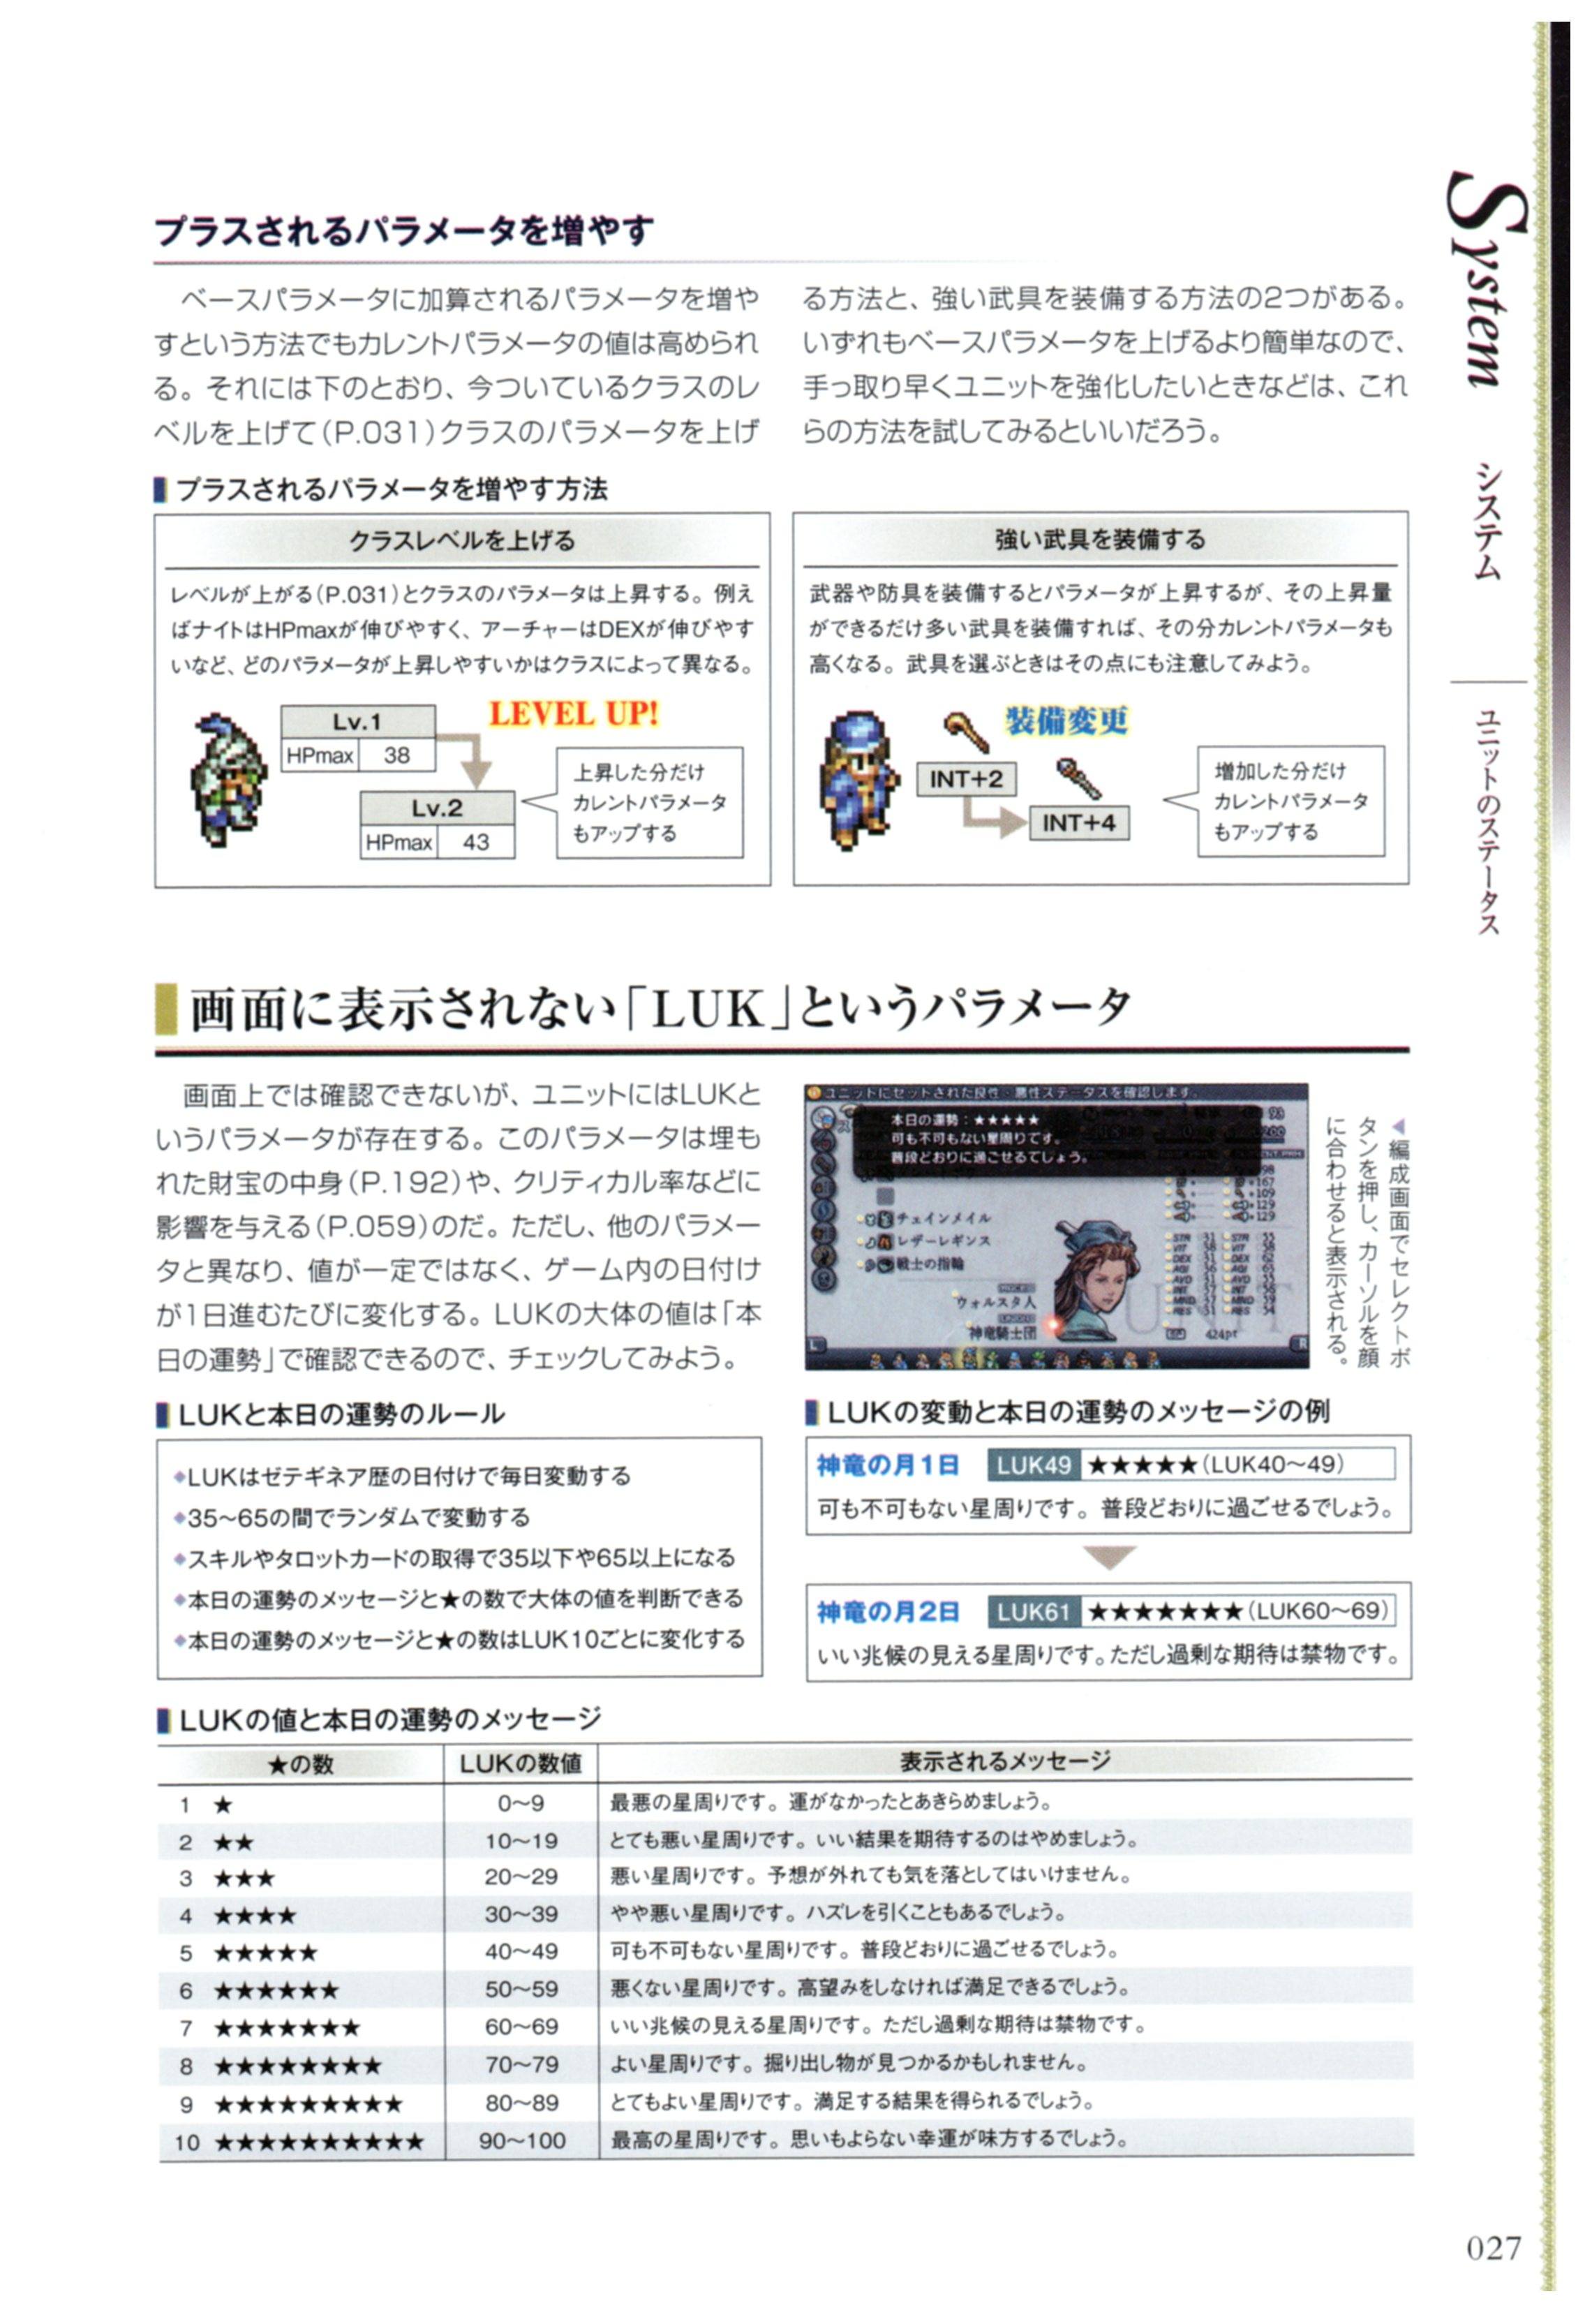 プラスされるパラメータを増やす
ベースパラメータに加算されるパラメータを増や
すという方法でもカレントパラメータの値は高められ
る。それには下のとおり、今ついているクラスのレ
ベルを上げて(P.031)クラスのパラメータを上げ
る方法と、強い武具を装備する方法の2つがある。
いずれもベースパラメータを上げるより簡単なので、
手っ取り早くユニットを強化したいときなどは、これ
らの方法を試してみるといいだろう。
プラスされるパラメータを増やす方法
クラスレベルを上げる
レベルが上がる(P.031)とクラスのパラメータは上昇する。例え
ばナイトはHPmaxが伸びやすく、アーチャーはDEXが伸びやす
いなど、どのパラメータが上昇しやすいかはクラスによって異なる。
Lv.1
HPmax 38
LEVEL UP!
Lv.2
HPmax 43
上昇した分だけ
カレントパラメータ
もアップする
強い武具を装備する
武器や防具を装備するとパラメータが上昇するが、その上昇量
ができるだけ多い武具を装備すれば、その分カレントパラメータも
高くなる。武具を選ぶときはその点にも注意してみよう。
装備変更
INT+2
INT+4
増加した分だけ
カレントパラメータ
もアップする
画面に表示されない「LUK」というパラメータ
画面上では確認できないが、ユニットにはLUKと
いうパラメータが存在する。このパラメータは埋も
れた財宝の中身(P.192)や、クリティカル率などに
影響を与える(P.059)のだ。ただし、他のパラメー
タと異なり、値が一定ではなく、ゲーム内の日付け
が1日進むたびに変化する。LUKの大体の値は「本
日の運勢」で確認できるので、チェックしてみよう。
ユニットにセットされた良性・悪性ステータスを確認します。
本日の運勢:★★★★★
可も不可もない星周りです。
普段どおりに過ごせるでしょう。
チェインメイル
レザーレギンス
戦士の指輪
ウォルスタ人
神竜騎士団
UNIT
424pt
◀編成画面でセレクトボ
タンを押し、カーソルを顔
に合わせると表示される。
LUKと本日の運勢のルール
◆LUKはゼテギネア歴の日付けで毎日変動する
◆35〜65の間でランダムで変動する
◆スキルやタロットカードの取得で35以下や65以上になる
◆本日の運勢のメッセージと★の数で大体の値を判断できる
◆本日の運勢のメッセージと★の数はLUK10ごとに変化する
LUKの変動と本日の運勢のメッセージの例
神竜の月1日 LUK49 ★★★★★(LUK40〜49)
可も不可もない星周りです。普段どおりに過ごせるでしょう。
神竜の月2日 LUK61 ★★★★★★★(LUK60〜69)
いい兆候の見える星周りです。ただし過剰な期待は禁物です。
LUKの値と本日の運勢のメッセージ
★の数 LUKの数値 表示されるメッセージ
1 ★ 0〜9 最悪の星周りです。運がなかったとあきらめましょう。
2 ★★ 10〜19 とても悪い星周りです。いい結果を期待するのはやめましょう。
3 ★★★ 20〜29 悪い星周りです。予想が外れても気を落としてはいけません。
4 ★★★★ 30〜39 やや悪い星周りです。ハズレを引くこともあるでしょう。
5 ★★★★★ 40〜49 可も不可もない星周りです。普段どおりに過ごせるでしょう。
6 ★★★★★★ 50〜59 悪くない星周りです。高望みをしなければ満足できるでしょう。
7 ★★★★★★★ 60〜69 いい兆候の見える星周りです。ただし過剰な期待は禁物です。
8 ★★★★★★★★ 70〜79 よい星周りです。掘り出し物が見つかるかもしれません。
9 ★★★★★★★★★ 80〜89 とてもよい星周りです。満足する結果を得られるでしょう。
10 ★★★★★★★★★★ 90〜100 最高の星周りです。思いもよらない幸運が味方するでしょう。
System
システム
ユニットのステータス
027